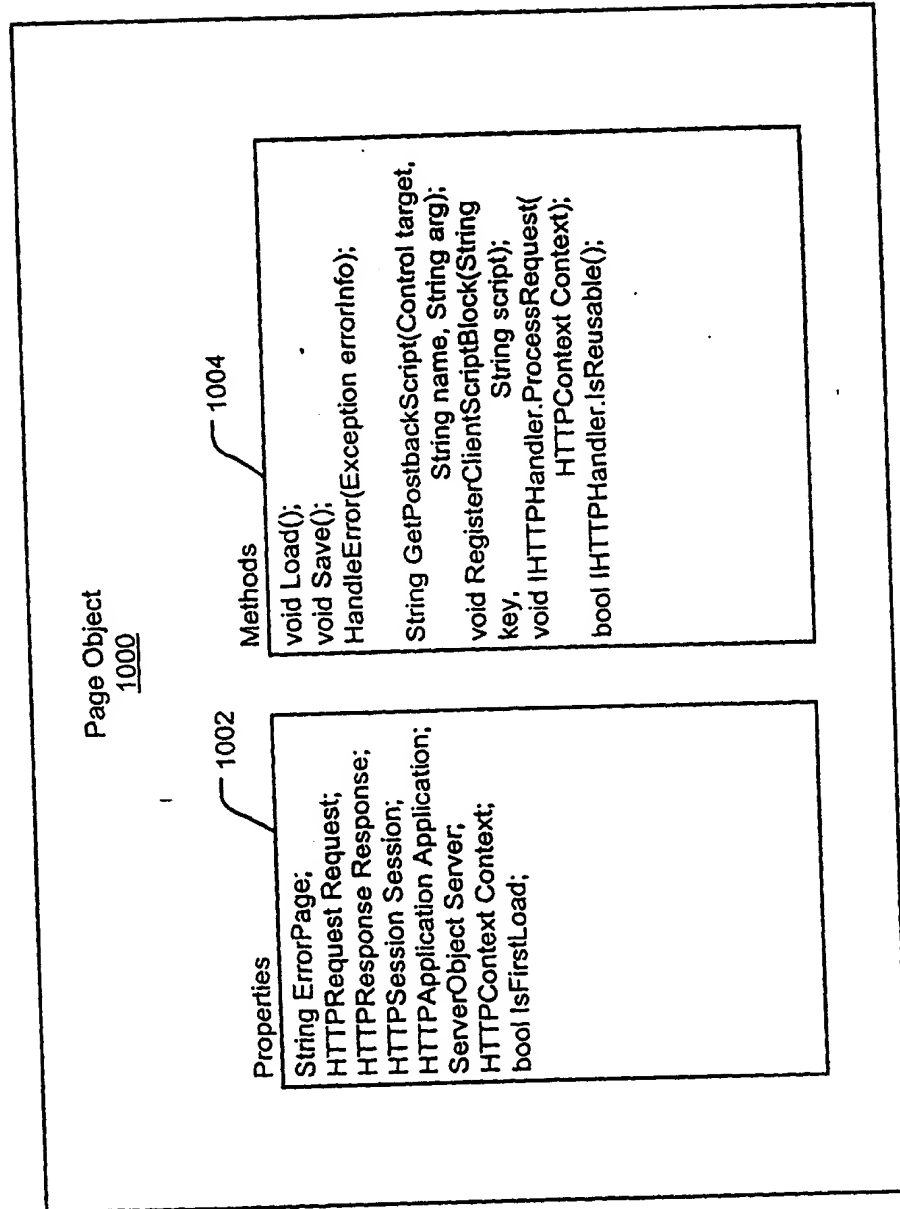 Page Object
1000
1002
Properties
String ErrorPage;
HTTPRequest Request;
HTTPResponse Response;
HTTPSession Session;
HTTPApplication Application;
ServerObject Server;
HTTPContext Context;
bool IsFirstLoad;
1004
Methods
void Load();
void Save();
HandleError(Exception errorInfo);
String GetPostbackScript(Control target,
String name, String arg);
void RegisterClientScriptBlock(String
key,
String script);
void IHTTPHandler.ProcessRequest(
HTTPContext Context);
bool IHTTPHandler.IsReusable();